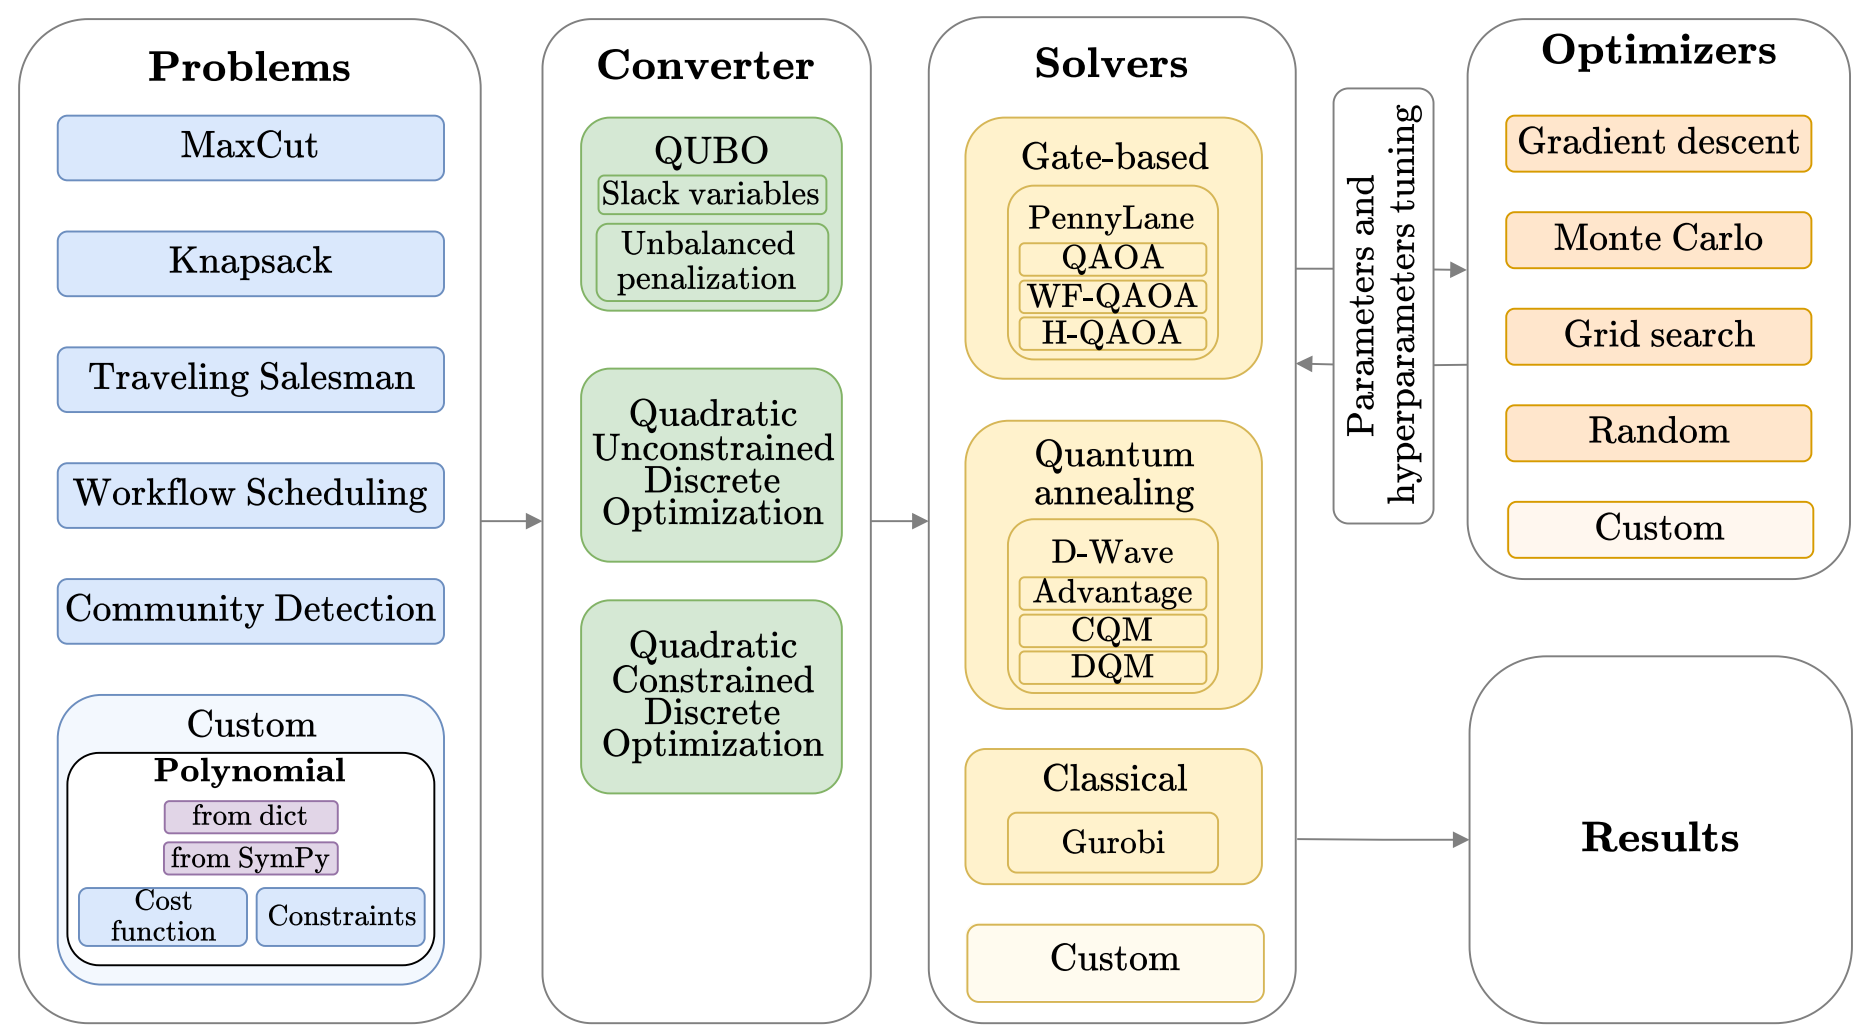 Problems
MaxCut
Knapsack
Traveling Salesman
Workflow Scheduling
Community Detection
Custom
Polynomial
from dict
from SymPy
Cost
function
Constraints
Converter
QUBO
Slack variables
Unbalanced
penalization
Quadratic
Unconstrained
Discrete
Optimization
Quadratic
Constrained
Discrete
Optimization
Solvers
Gate-based
PennyLane
QAOA
WF-QAOA
H-QAOA
Quantum
annealing
D-Wave
Advantage
CQM
DQM
Classical
Gurobi
Custom
Parameters and
hyperparameters tuning
Optimizers
Gradient descent
Monte Carlo
Grid search
Random
Custom
Results